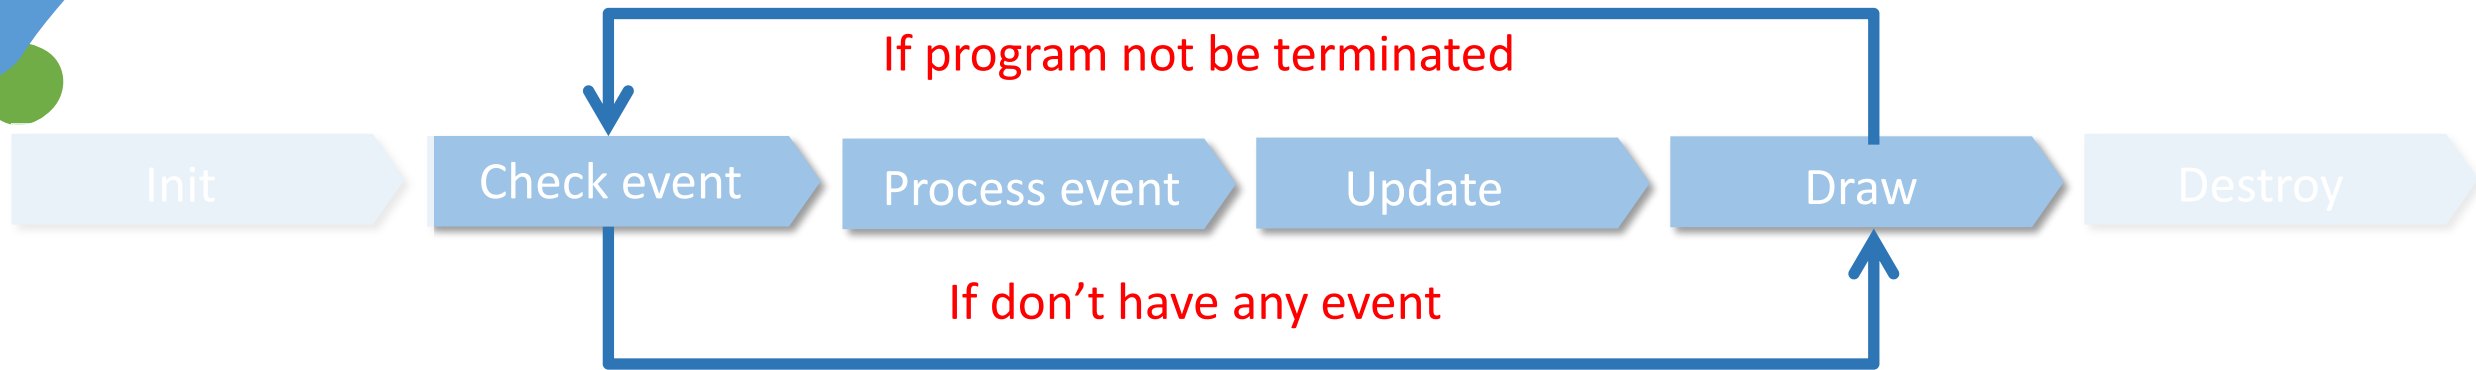 If program not be terminated
Init
Check event
Process event
Update
Draw
Destroy
If don’t have any event